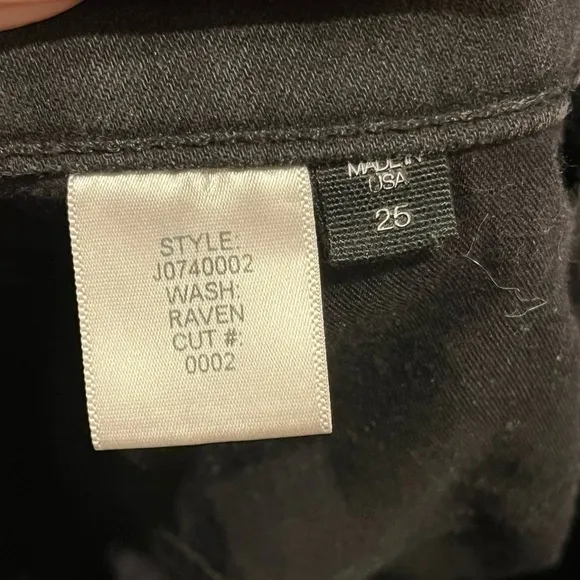 STYLE:
J0740002
WASH:
RAVEN
CUT #:
0002
MADE IN
USA
25